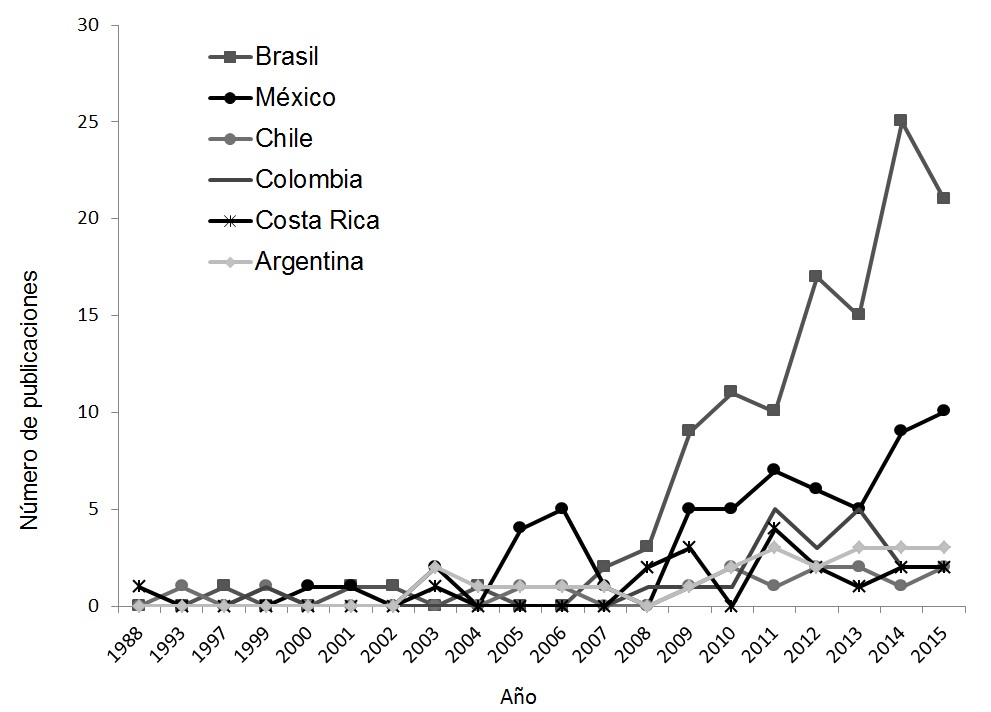 30
25
20
15
10
5
0
Número de publicaciones
Brasil
México
Chile
Colombia
Costa Rica
Argentina
1988 1993 1997 1999 2000 2001 2002 2003 2004 2005 2006 2007 2008 2009 2010 2011 2012 2013 2014 2015
Año